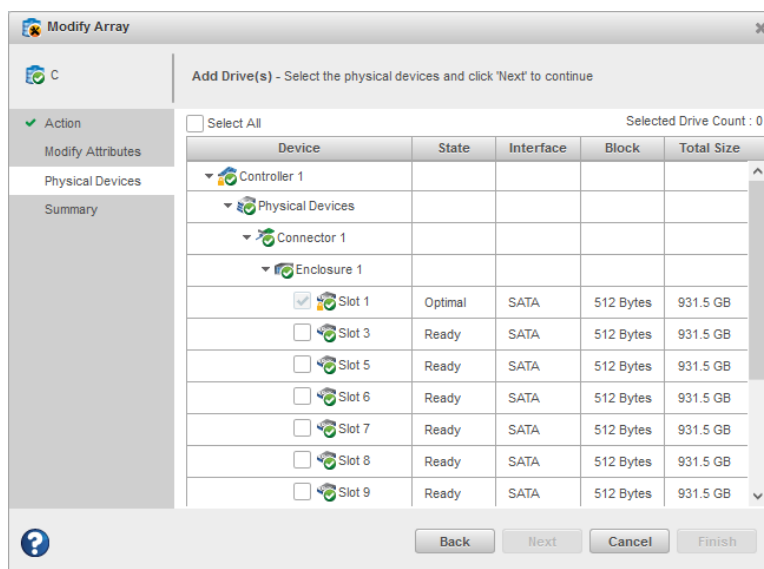 Modify Array
C
Add Drive(s) - Select the physical devices and click 'Next' to continue
Action
Modify Attributes
Physical Devices
Summary
Select All
Selected Drive Count : 0
Device State Interface Block Total Size
Controller 1
Physical Devices
Connector 1
Enclosure 1
Slot 1 Optimal SATA 512 Bytes 931.5 GB
Slot 3 Ready SATA 512 Bytes 931.5 GB
Slot 5 Ready SATA 512 Bytes 931.5 GB
Slot 6 Ready SATA 512 Bytes 931.5 GB
Slot 7 Ready SATA 512 Bytes 931.5 GB
Slot 8 Ready SATA 512 Bytes 931.5 GB
Slot 9 Ready SATA 512 Bytes 931.5 GB
? Back Next Cancel Finish